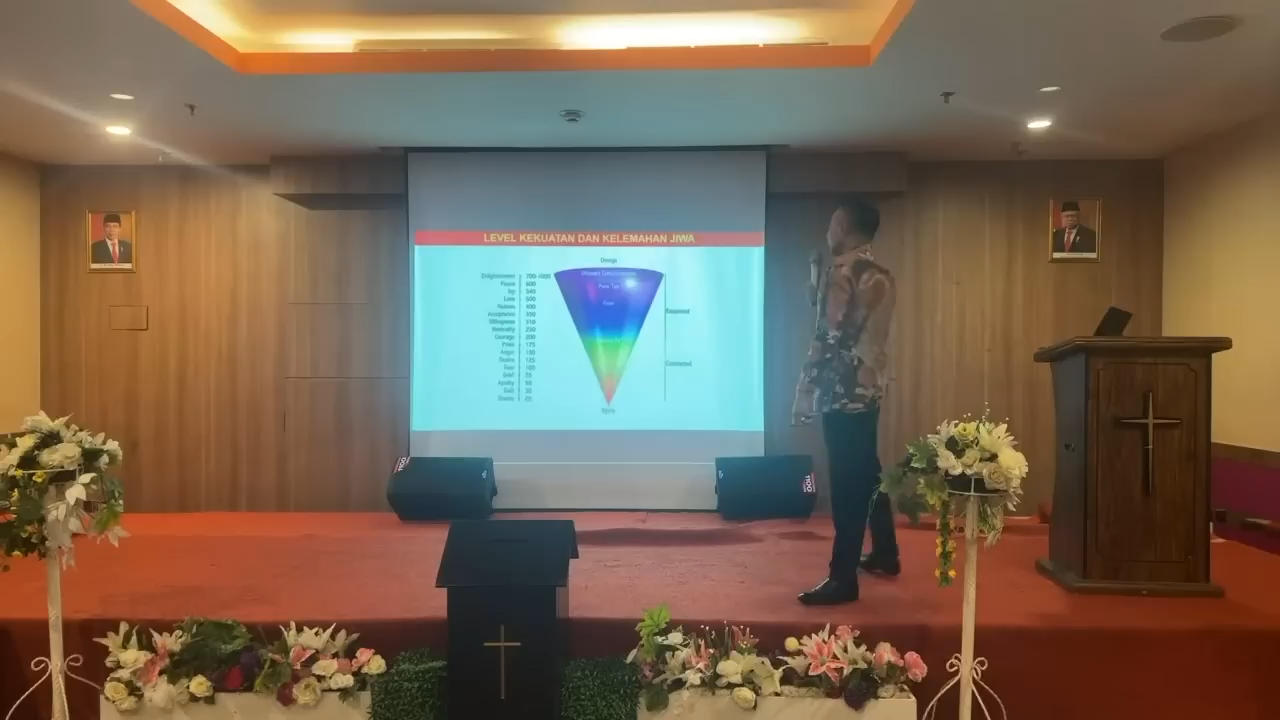 LEVEL KEKUATAN DAN KELEMAHAN JIWA
Omega
Enlightenment 700-1000
Peace 600
Joy 540
Love 500
Reason 400
Acceptance 350
Willingness 310
Neutrality 250
Courage 200
Pride 175
Anger 150
Desire 125
Fear 100
Grief 75
Apathy 50
Guilt 30
Shame 20
Expanded
Contracted